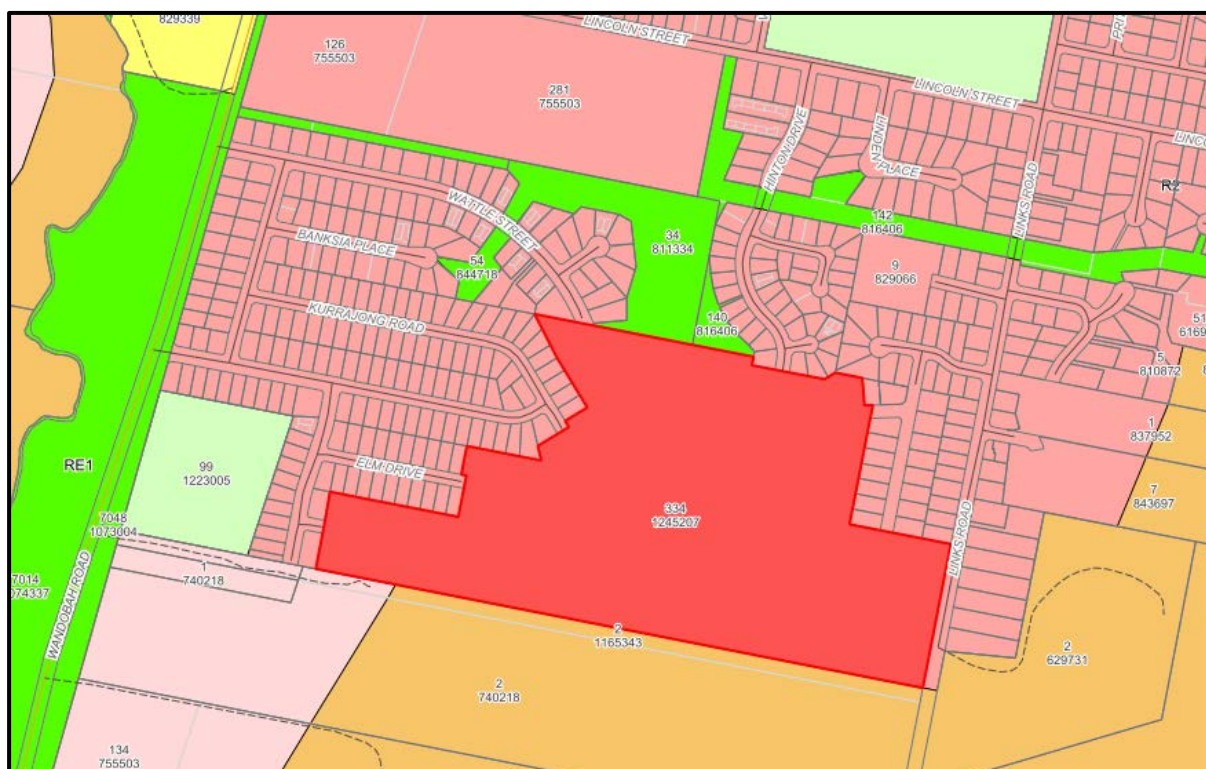 829339
126
755503
281
755503
LINCOLN STREET
LINCOLN STREET
HINTON DRIVE
LINDEN
PLACE
LINKS ROAD
R2
142
816406
WATTLE STREET
BANKSIA PLACE
54
844718
34
811334
9
829066
KURRAJONG ROAD
140
816406
5
810872
1
837952
RE1
99
1223005
ELM DRIVE
334
1245207
7
843697
7048
1073004
WANDOBAH ROAD
1
740218
LINKS ROAD
2
1165343
2
629731
2
740218
134
755503